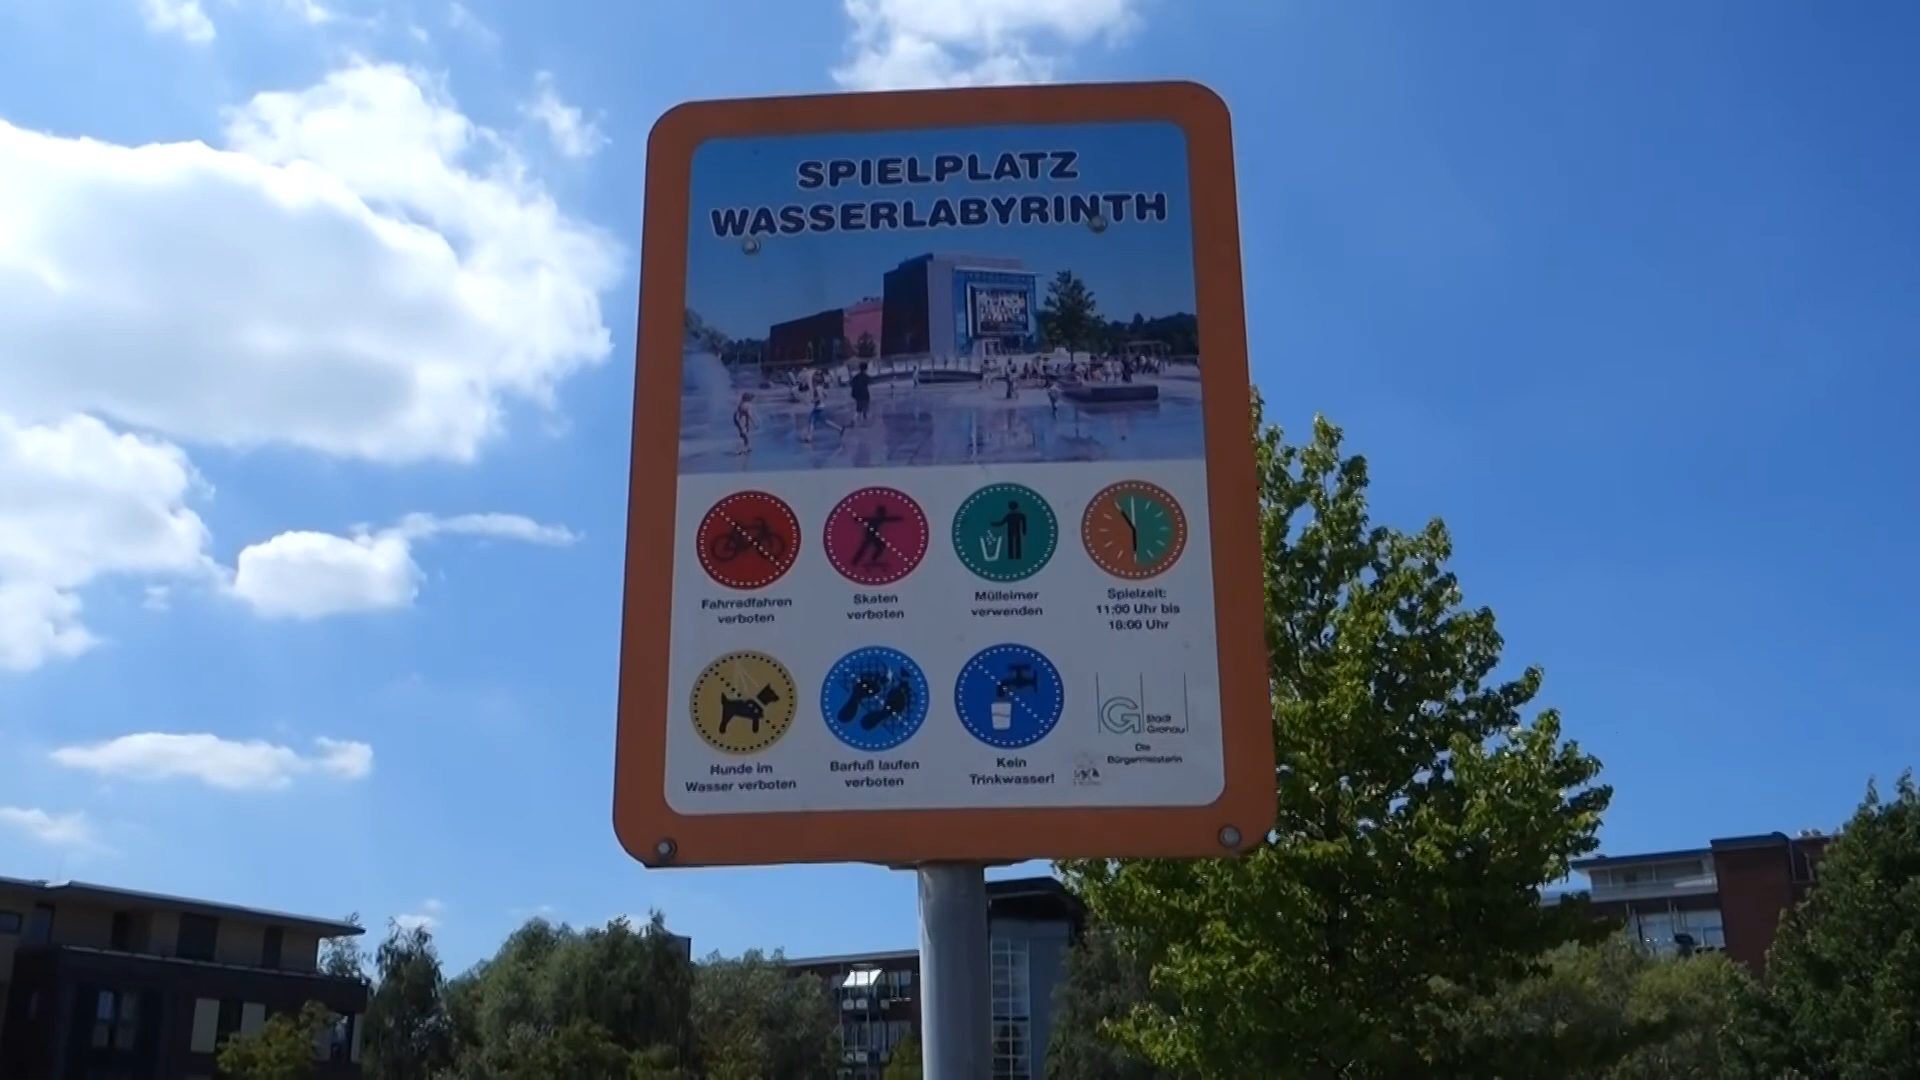 SPIELPLATZ
WASSERLABYRINTH
Fahrradfahren
verboten
Skaten
verboten
Mülleimer
verwenden
Spielzeit:
11:00 Uhr bis
18:00 Uhr
Hunde im
Wasser verboten
Barfuß laufen
verboten
Kein
Trinkwasser!
Stadt
Gronau
Die
Bürgermeisterin